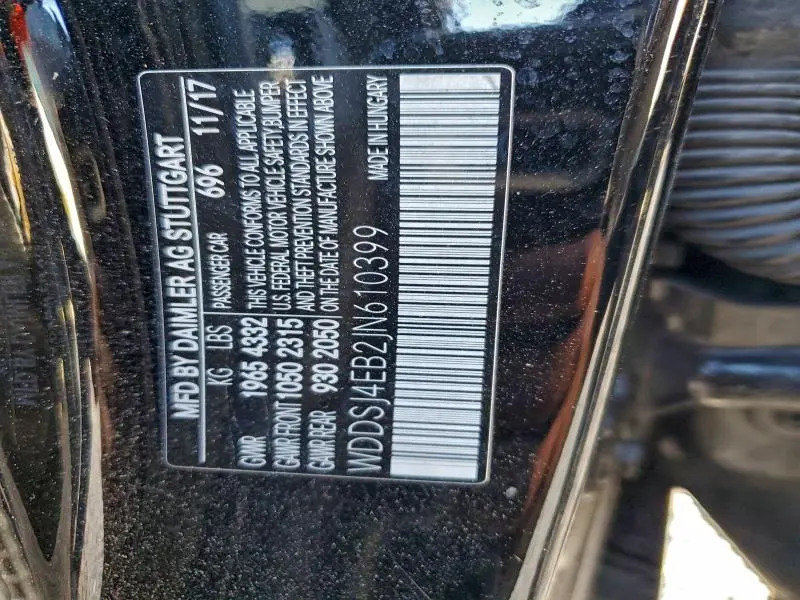 MFD BY DAIMLER AG STUTTGART
KG LBS PASSENGER CAR 696 11/17
GVWR 1965 4332 THIS VEHICLE CONFORMS TO ALL APPLICABLE
GAWR FRONT 1050 2315 U.S. FEDERAL MOTOR VEHICLE SAFETY, BUMPER
AND THEFT PREVENTION STANDARDS IN EFFECT
GAWR REAR 930 2050 ON THE DATE OF MANUFACTURE SHOWN ABOVE
WDDSJ4EB2JN610399 MADE IN HUNGARY